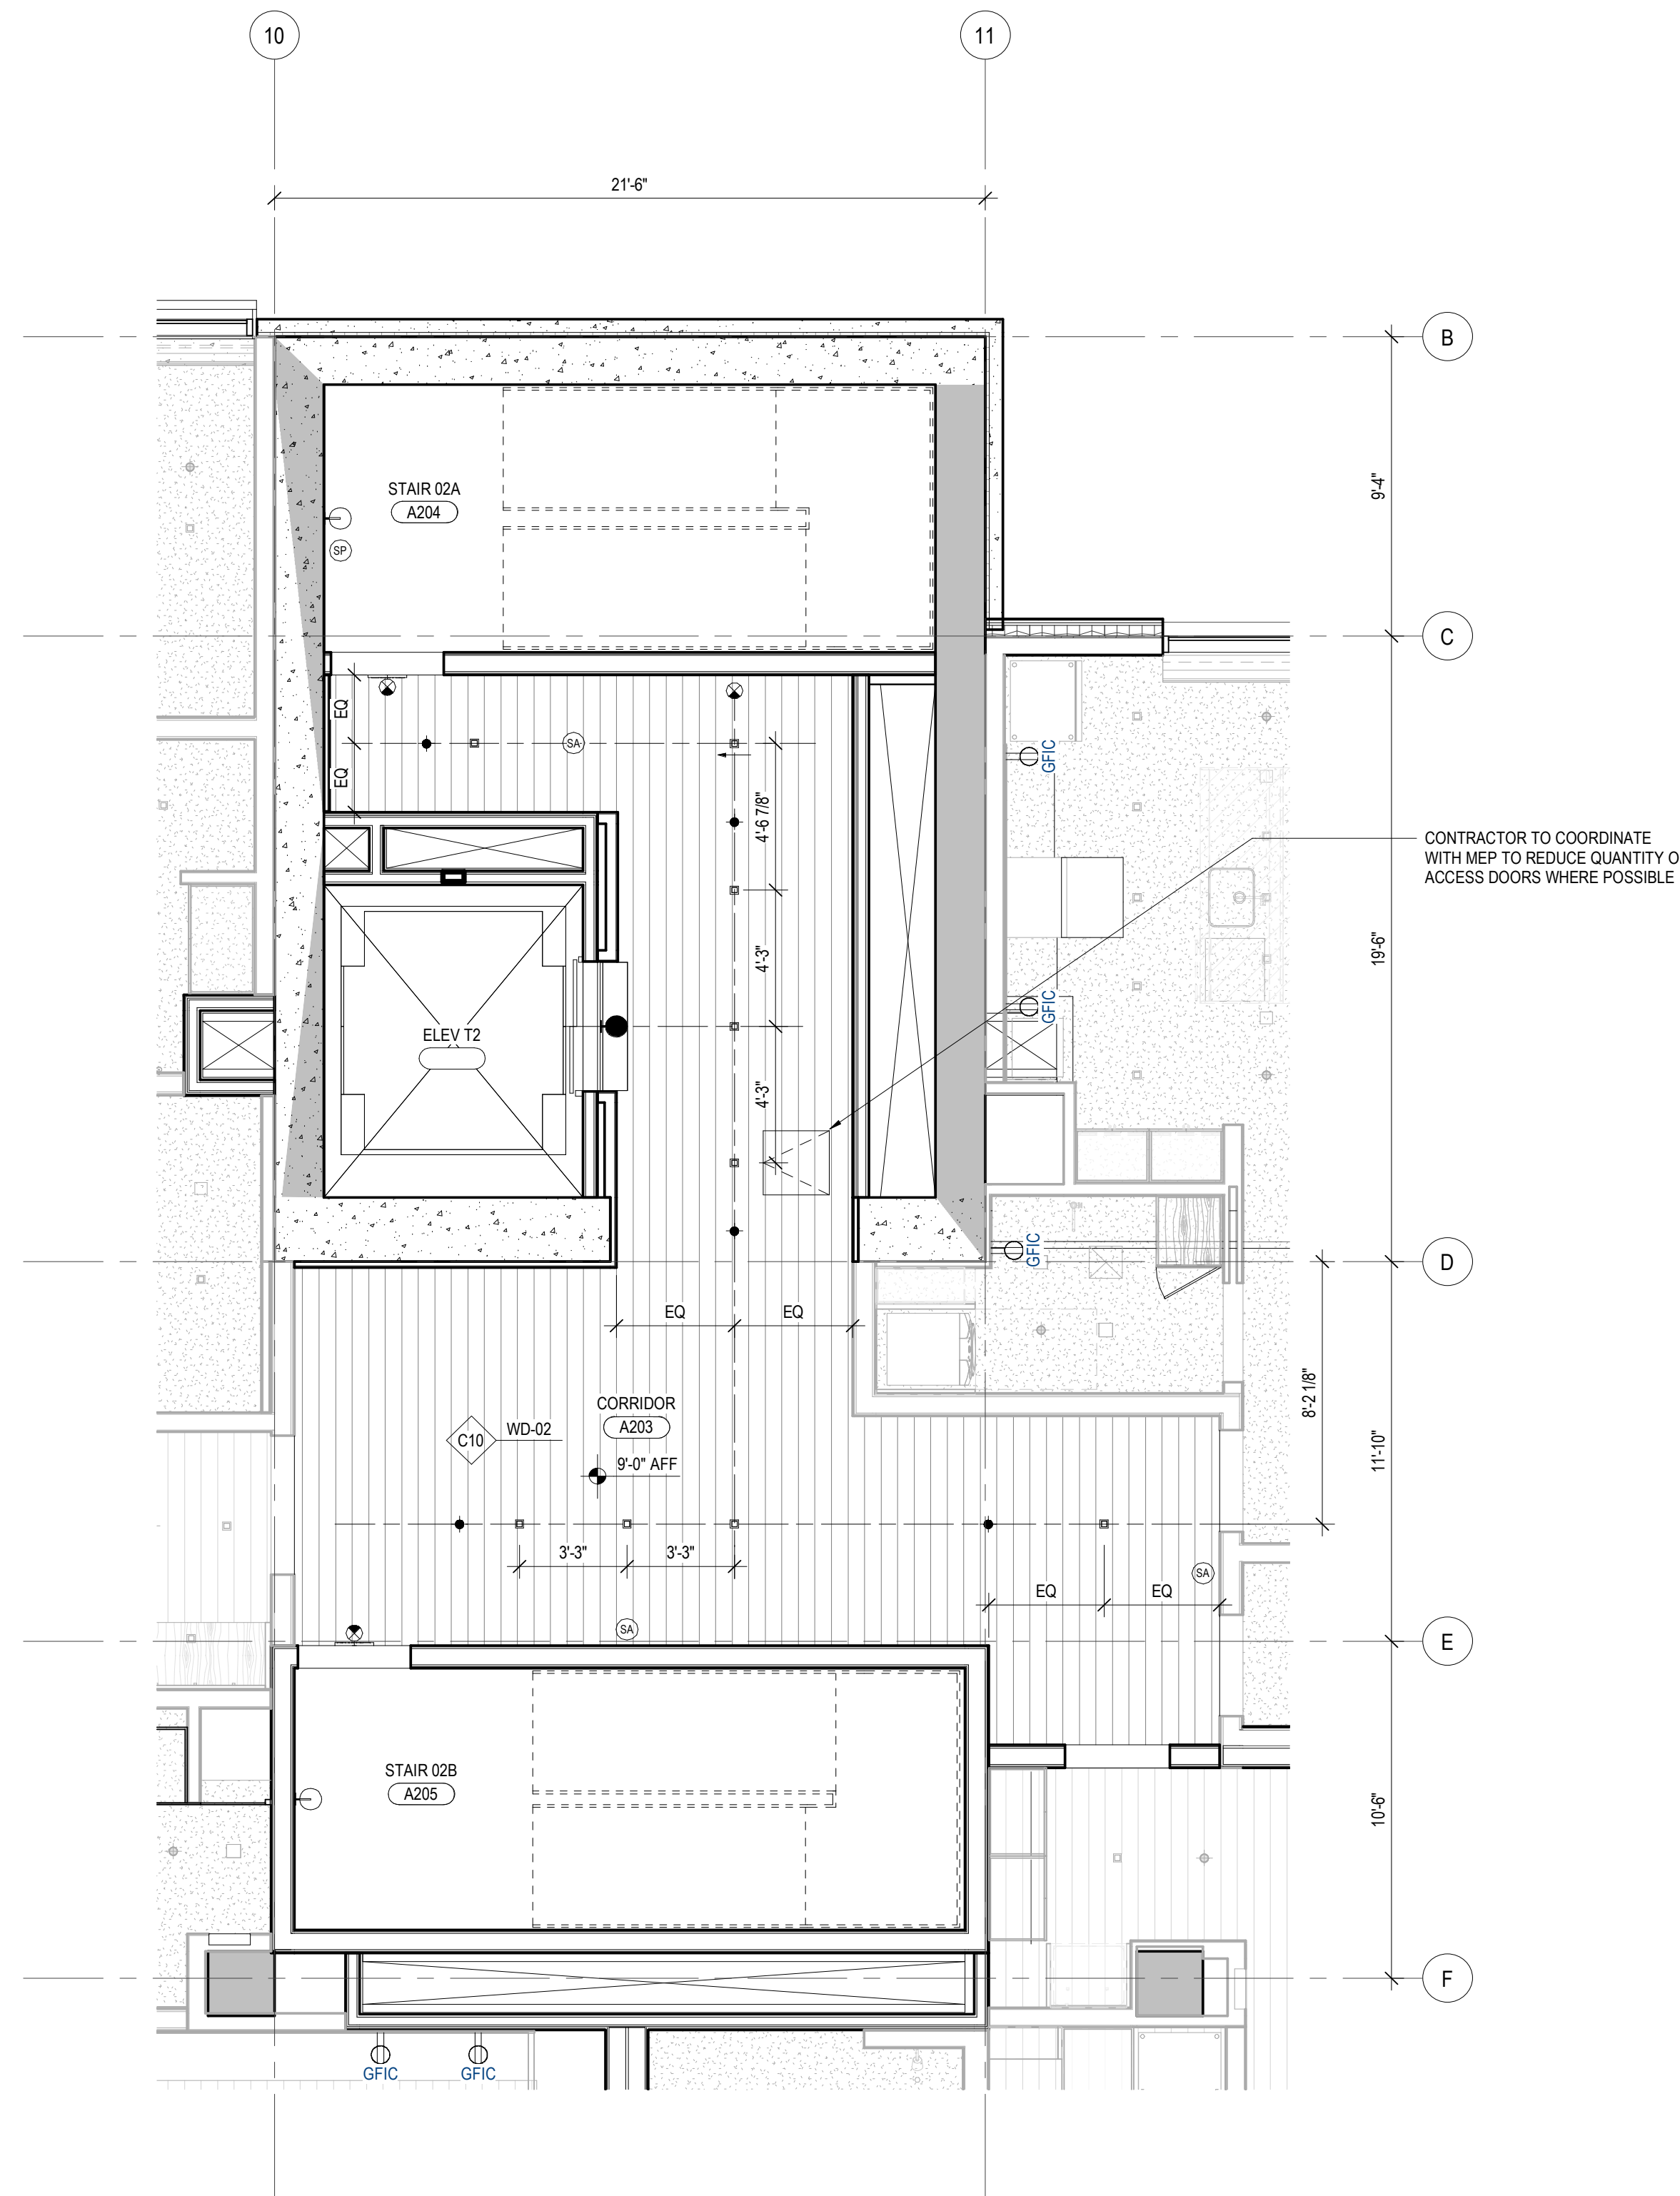 10
11
21'-6"
B
9'-4"
STAIR 02A
A204
SP
C
EQ
EQ
SA
GFIC
4'-6 7/8"
CONTRACTOR TO COORDINATE
WITH MEP TO REDUCE QUANTITY O
ACCESS DOORS WHERE POSSIBLE
4'-3"
19'-6"
GFIC
ELEV T2
4'-3"
GFIC
D
EQ
EQ
8'-2 1/8"
CORRIDOR
A203
C10
WD-02
9'-0" AFF
11'-10"
3'-3"
3'-3"
SA
EQ
EQ
SA
E
STAIR 02B
A205
10'-6"
F
GFIC
GFIC